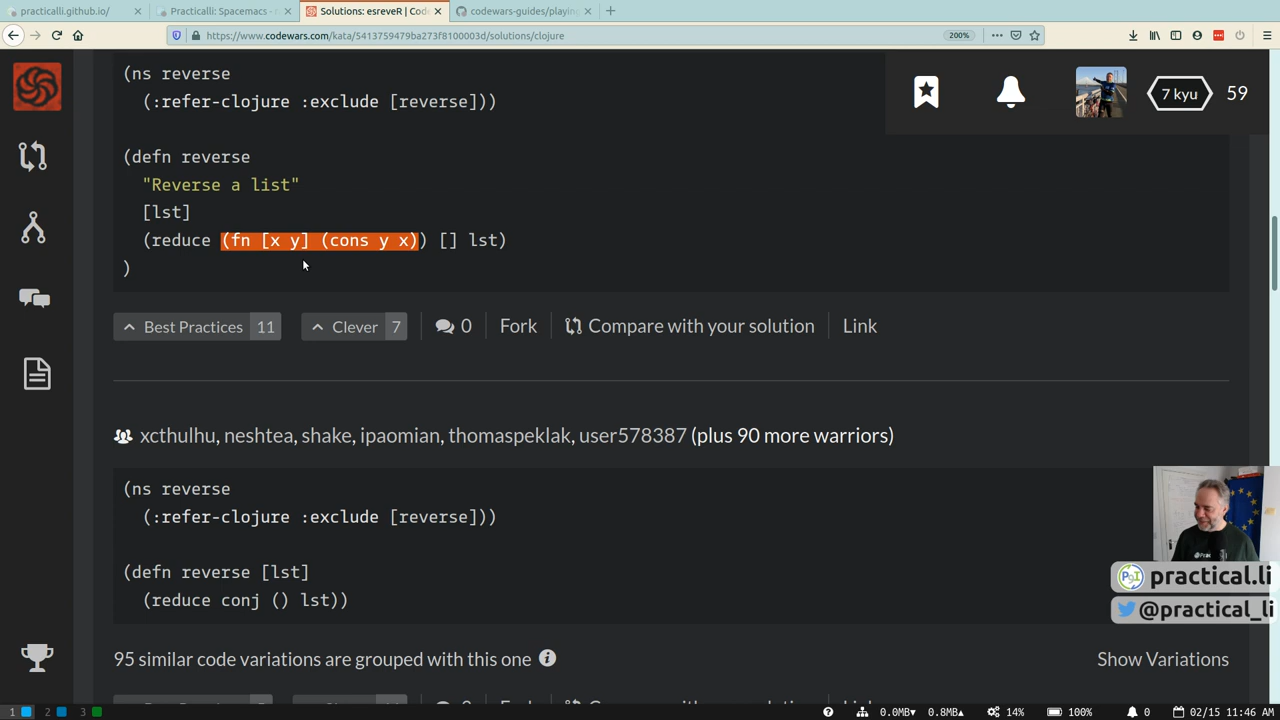 practicalli.github.io/
Practicalli: Spacemacs -
Solutions: esreveR | Cod
codewars-guides/playing
https://www.codewars.com/kata/5413759479ba273f8100003d/solutions/clojure
200%
(ns reverse
(:refer-clojure :exclude [reverse]))
7 kyu
59
(defn reverse
"Reverse a list"
[lst]
(reduce (fn [x y] (cons y x)) [] lst)
)
Best Practices 11
Clever 7
0
Fork
Compare with your solution
Link
xcthulhu, neshtea, shake, ipaomian, thomaspeklak, user578387 (plus 90 more warriors)
(ns reverse
(:refer-clojure :exclude [reverse]))
(defn reverse [lst]
(reduce conj () lst))
practical.li
@practical_li
95 similar code variations are grouped with this one
Show Variations
1
2
3
0.0MB
0.8MB
14%
100%
0
02/15 11:46 AM